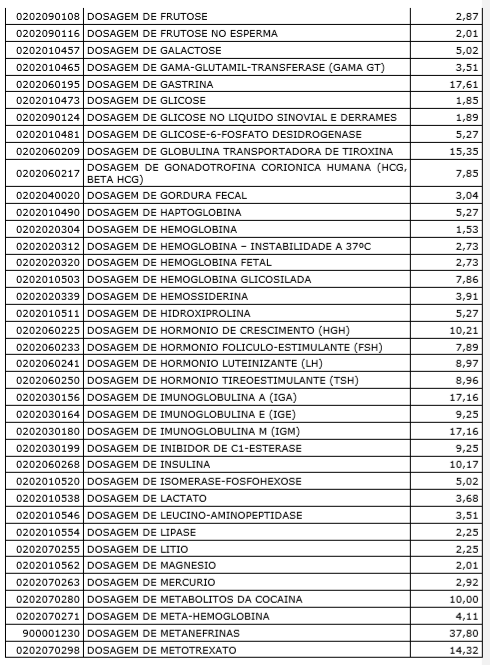 0202090108 DOSAGEM DE FRUTOSE 2,87
0202090116 DOSAGEM DE FRUTOSE NO ESPERMA 2,01
0202010457 DOSAGEM DE GALACTOSE 5,02
0202010465 DOSAGEM DE GAMA-GLUTAMIL-TRANSFERASE (GAMA GT) 3,51
0202060195 DOSAGEM DE GASTRINA 17,61
0202010473 DOSAGEM DE GLICOSE 1,85
0202090124 DOSAGEM DE GLICOSE NO LIQUIDO SINOVIAL E DERRAMES 1,89
0202010481 DOSAGEM DE GLICOSE-6-FOSFATO DESIDROGENASE 5,27
0202060209 DOSAGEM DE GLOBULINA TRANSPORTADORA DE TIROXINA 15,35
0202060217 DOSAGEM DE GONADOTROFINA CORIONICA HUMANA (HCG, 7,85
BETA HCG)
0202040020 DOSAGEM DE GORDURA FECAL 3,04
0202010490 DOSAGEM DE HAPTOGLOBINA 5,27
0202020304 DOSAGEM DE HEMOGLOBINA 1,53
0202020312 DOSAGEM DE HEMOGLOBINA – INSTABILIDADE A 37ºC 2,73
0202020320 DOSAGEM DE HEMOGLOBINA FETAL 2,73
0202010503 DOSAGEM DE HEMOGLOBINA GLICOSILADA 7,86
0202020339 DOSAGEM DE HEMOSSIDERINA 3,91
0202010511 DOSAGEM DE HIDROXIPROLINA 5,27
0202060225 DOSAGEM DE HORMONIO DE CRESCIMENTO (HGH) 10,21
0202060233 DOSAGEM DE HORMONIO FOLICULO-ESTIMULANTE (FSH) 7,89
0202060241 DOSAGEM DE HORMONIO LUTEINIZANTE (LH) 8,97
0202060250 DOSAGEM DE HORMONIO TIREOESTIMULANTE (TSH) 8,96
0202030156 DOSAGEM DE IMUNOGLOBULINA A (IGA) 17,16
0202030164 DOSAGEM DE IMUNOGLOBULINA E (IGE) 9,25
0202030180 DOSAGEM DE IMUNOGLOBULINA M (IGM) 17,16
0202030199 DOSAGEM DE INIBIDOR DE C1-ESTERASE 9,25
0202060268 DOSAGEM DE INSULINA 10,17
0202010520 DOSAGEM DE ISOMERASE-FOSFOHEXOSE 5,02
0202010538 DOSAGEM DE LACTATO 3,68
0202010546 DOSAGEM DE LEUCINO-AMINOPEPTIDASE 3,51
0202010554 DOSAGEM DE LIPASE 2,25
0202070255 DOSAGEM DE LITIO 2,25
0202010562 DOSAGEM DE MAGNESIO 2,01
0202070263 DOSAGEM DE MERCURIO 2,92
0202070280 DOSAGEM DE METABOLITOS DA COCAINA 10,00
0202070271 DOSAGEM DE META-HEMOGLOBINA 4,11
900001230 DOSAGEM DE METANEFRINAS 37,80
0202070298 DOSAGEM DE METOTREXATO 14,32